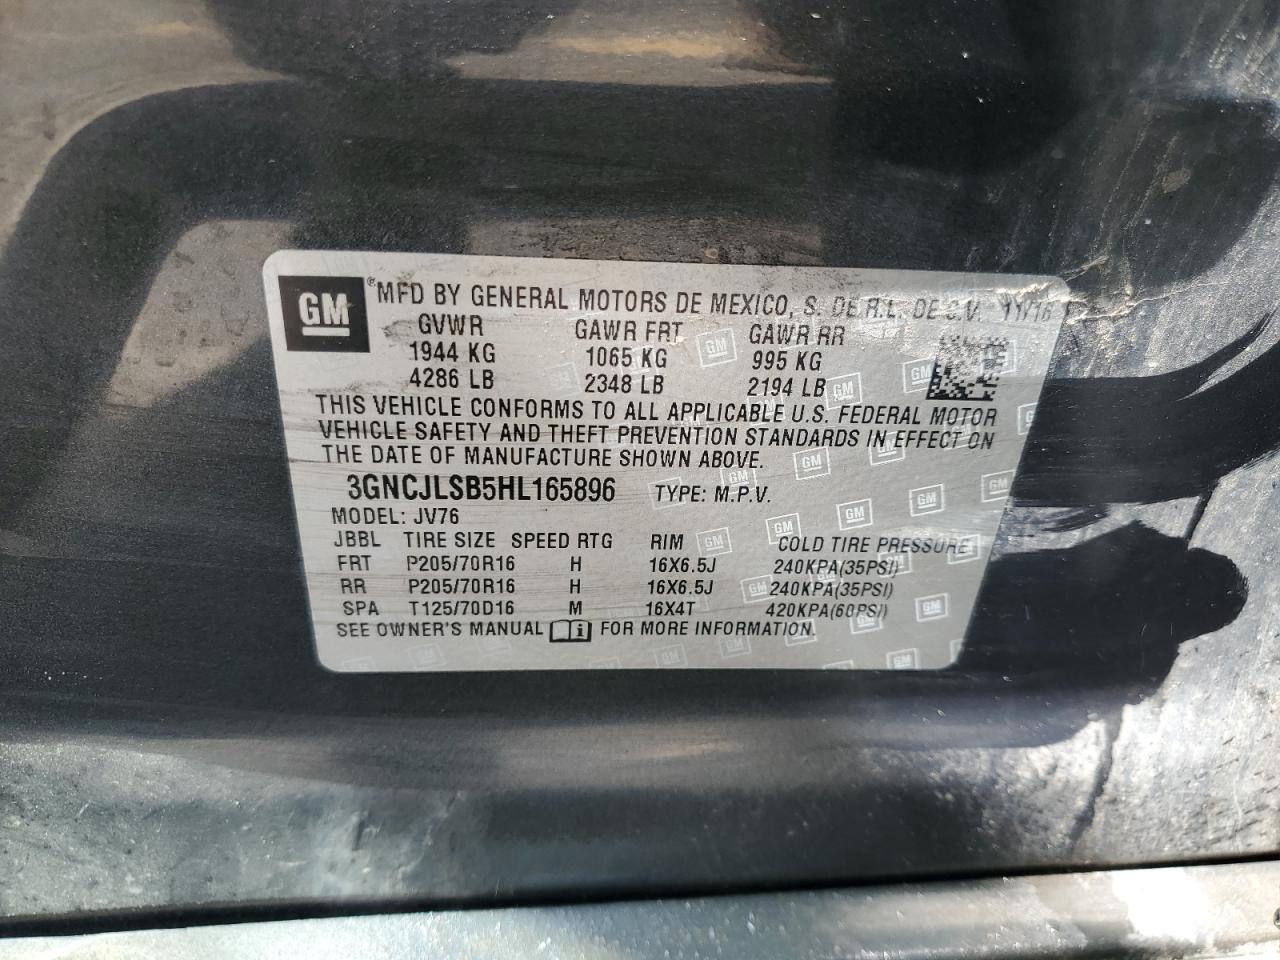 GM ® MFD BY GENERAL MOTORS DE MEXICO, S. DE R.L. DE C.V. 11/16
GVWR GAWR FRT GAWR RR
1944 KG 1065 KG 995 KG
4286 LB 2348 LB 2194 LB
THIS VEHICLE CONFORMS TO ALL APPLICABLE U.S. FEDERAL MOTOR
VEHICLE SAFETY AND THEFT PREVENTION STANDARDS IN EFFECT ON
THE DATE OF MANUFACTURE SHOWN ABOVE.
3GNCJLSB5HL165896 TYPE: M.P.V.
MODEL: JV76
JBBL TIRE SIZE SPEED RTG RIM COLD TIRE PRESSURE
FRT P205/70R16 H 16X6.5J 240KPA(35PSI)
RR P205/70R16 H 16X6.5J 240KPA(35PSI)
SPA T125/70D16 M 16X4T 420KPA(60PSI)
SEE OWNER'S MANUAL i FOR MORE INFORMATION.